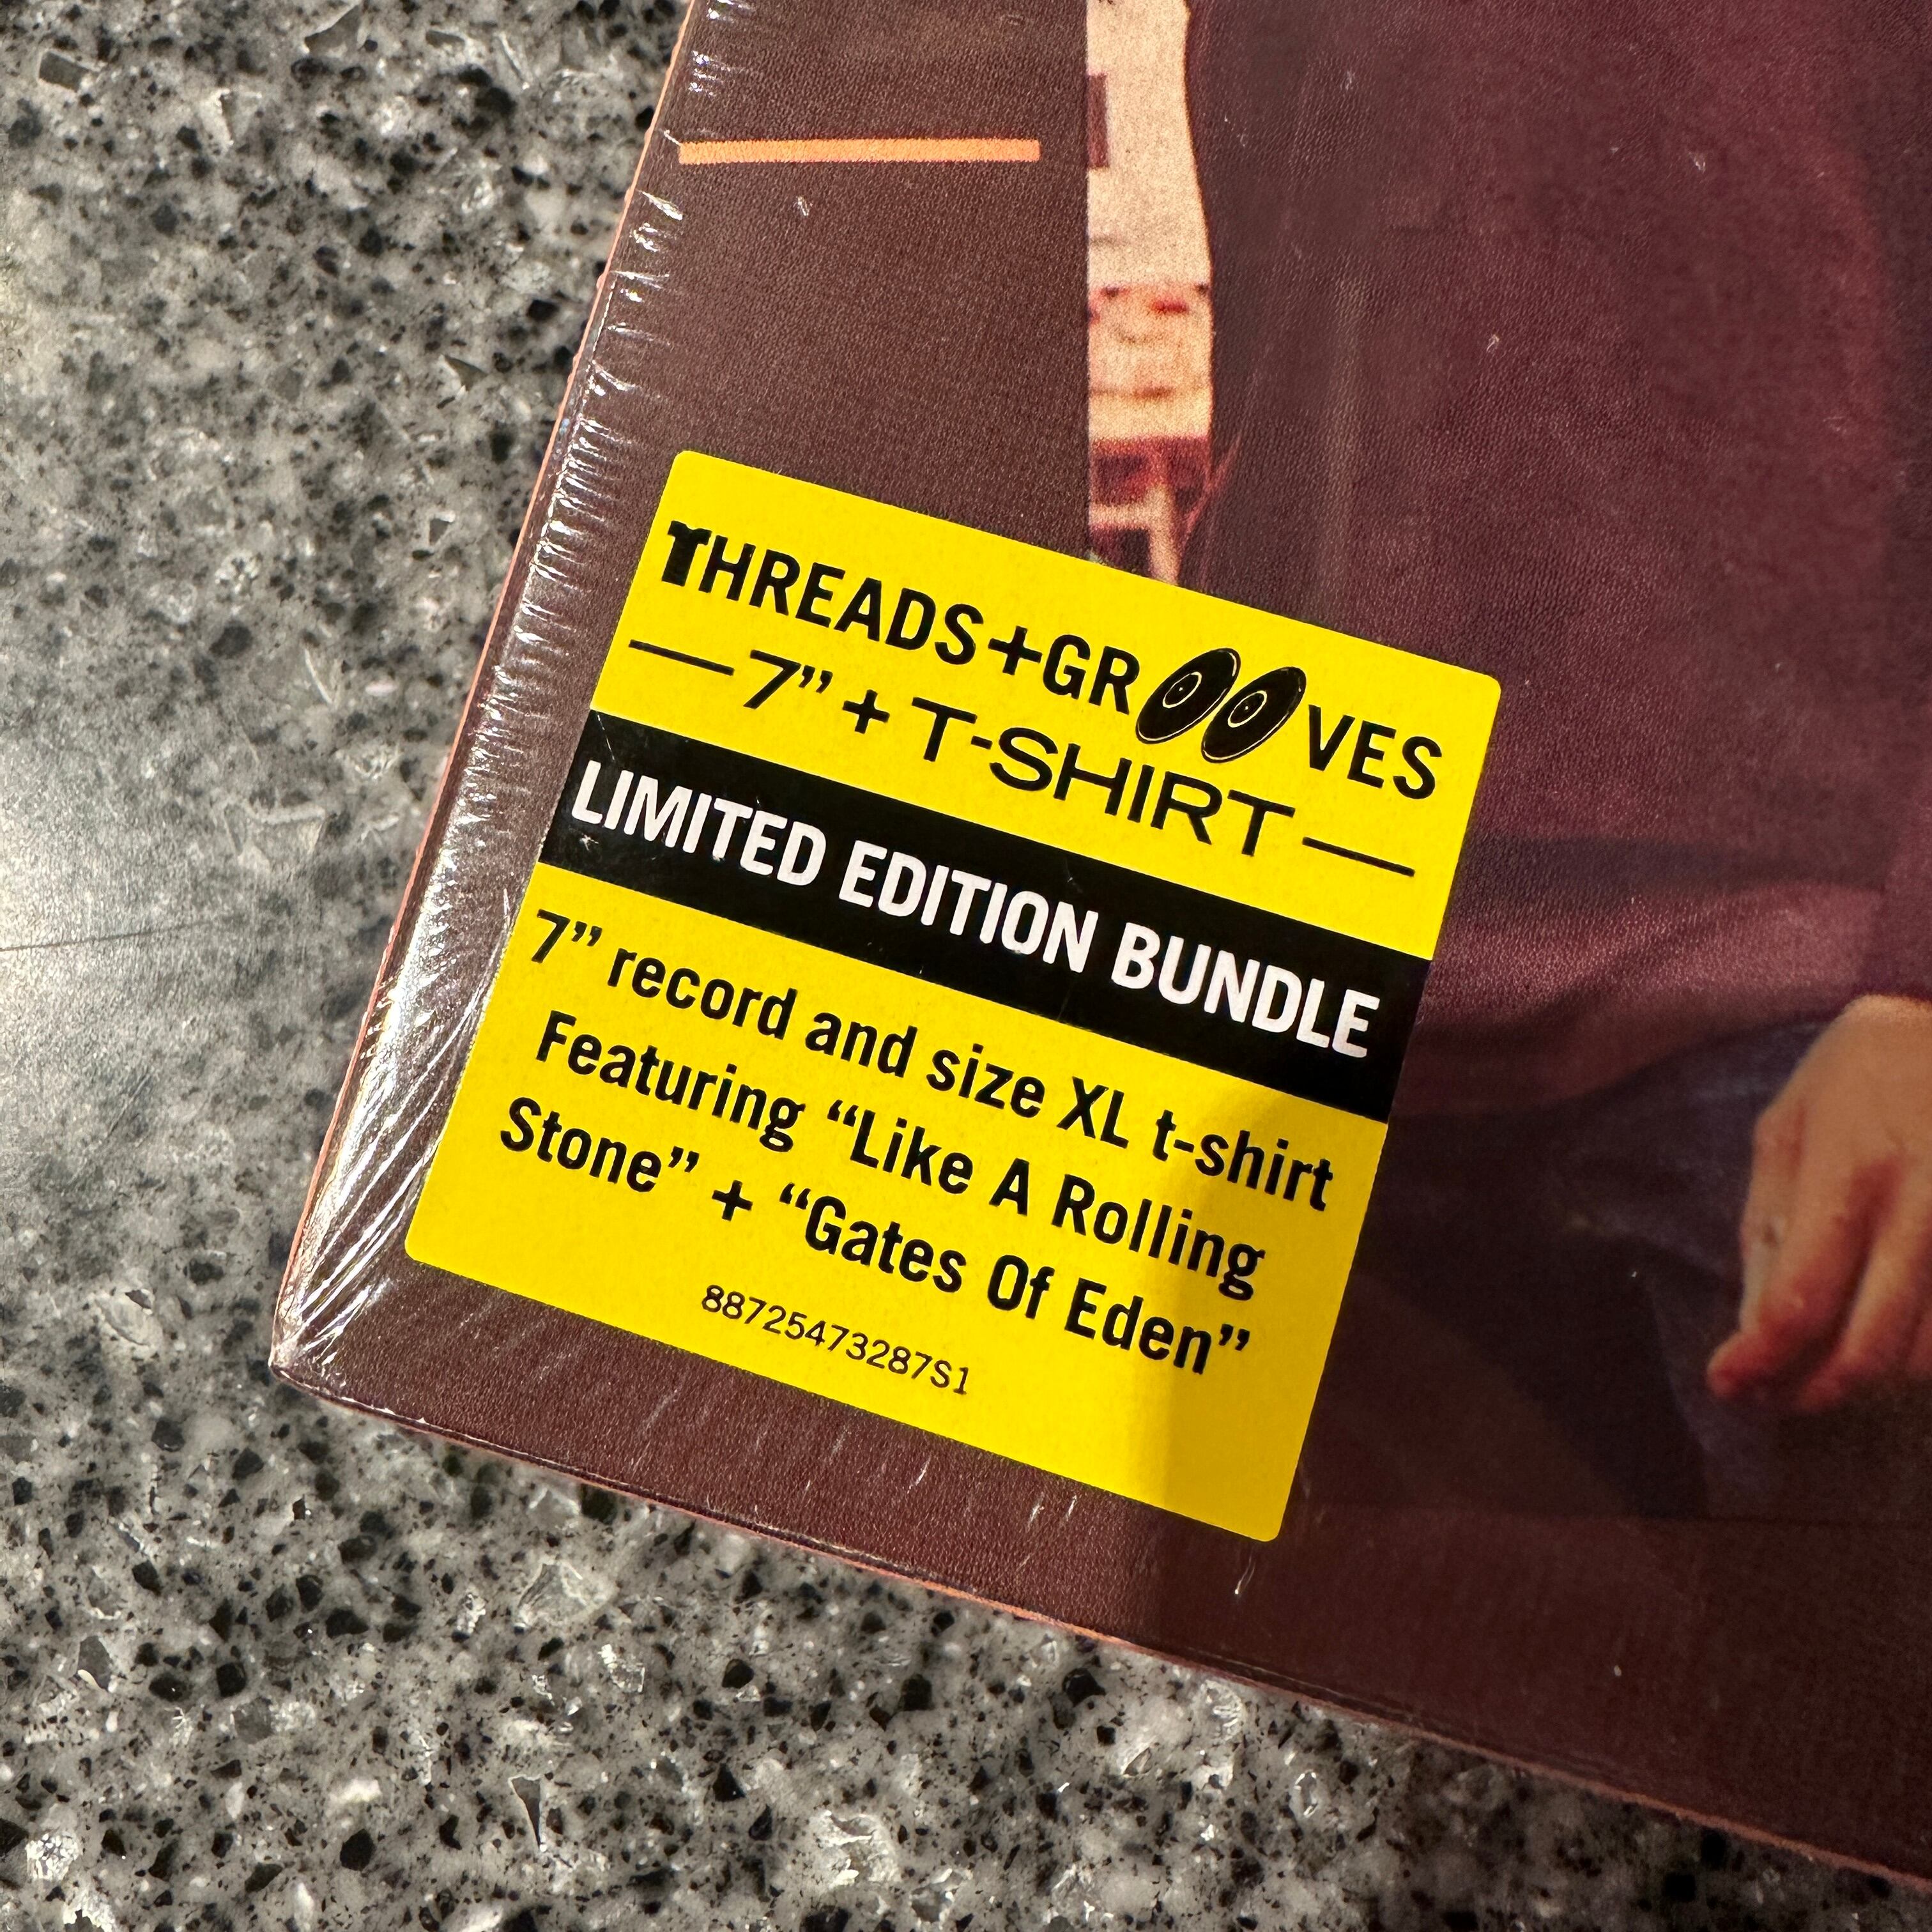 THREADS+GROOVES
— 7” + T-SHIRT —
LIMITED EDITION BUNDLE
7” record and size XL t-shirt
Featuring “Like A Rolling
Stone” + “Gates Of Eden”
88725473287S1